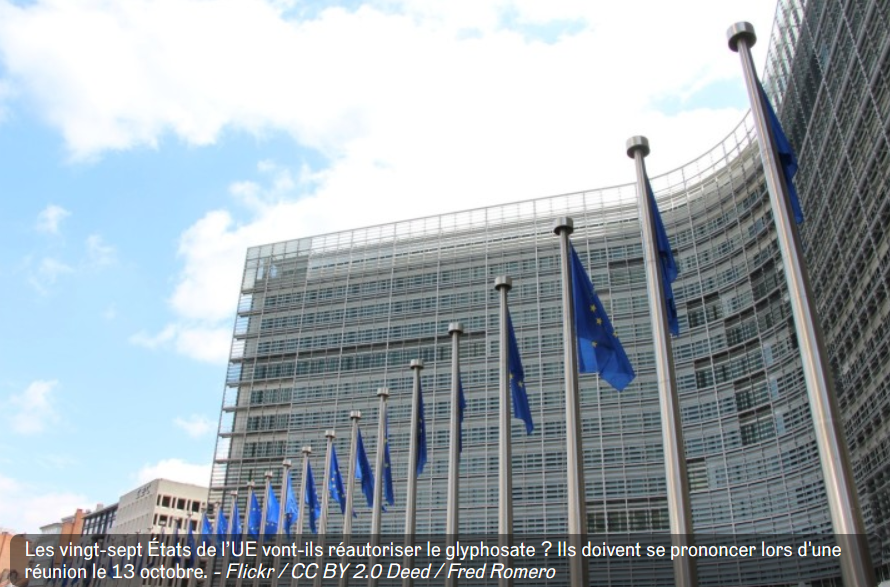 Les vingt-sept États de l'UE vont-ils réautoriser le glyphosate ? Ils doivent se prononcer lors d'une
réunion le 13 octobre. - Flickr / CC BY 2.0 Deed / Fred Romero